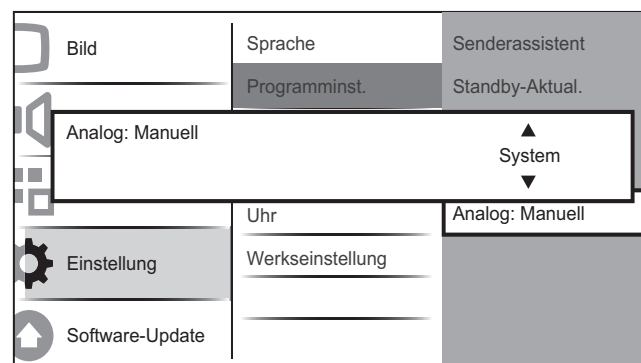 Bild
Sprache
Senderassistent
Programminst.
Standby-Aktual.
Analog: Manuell
System
Uhr
Analog: Manuell
Einstellung
Werkseinstellung
Software-Update